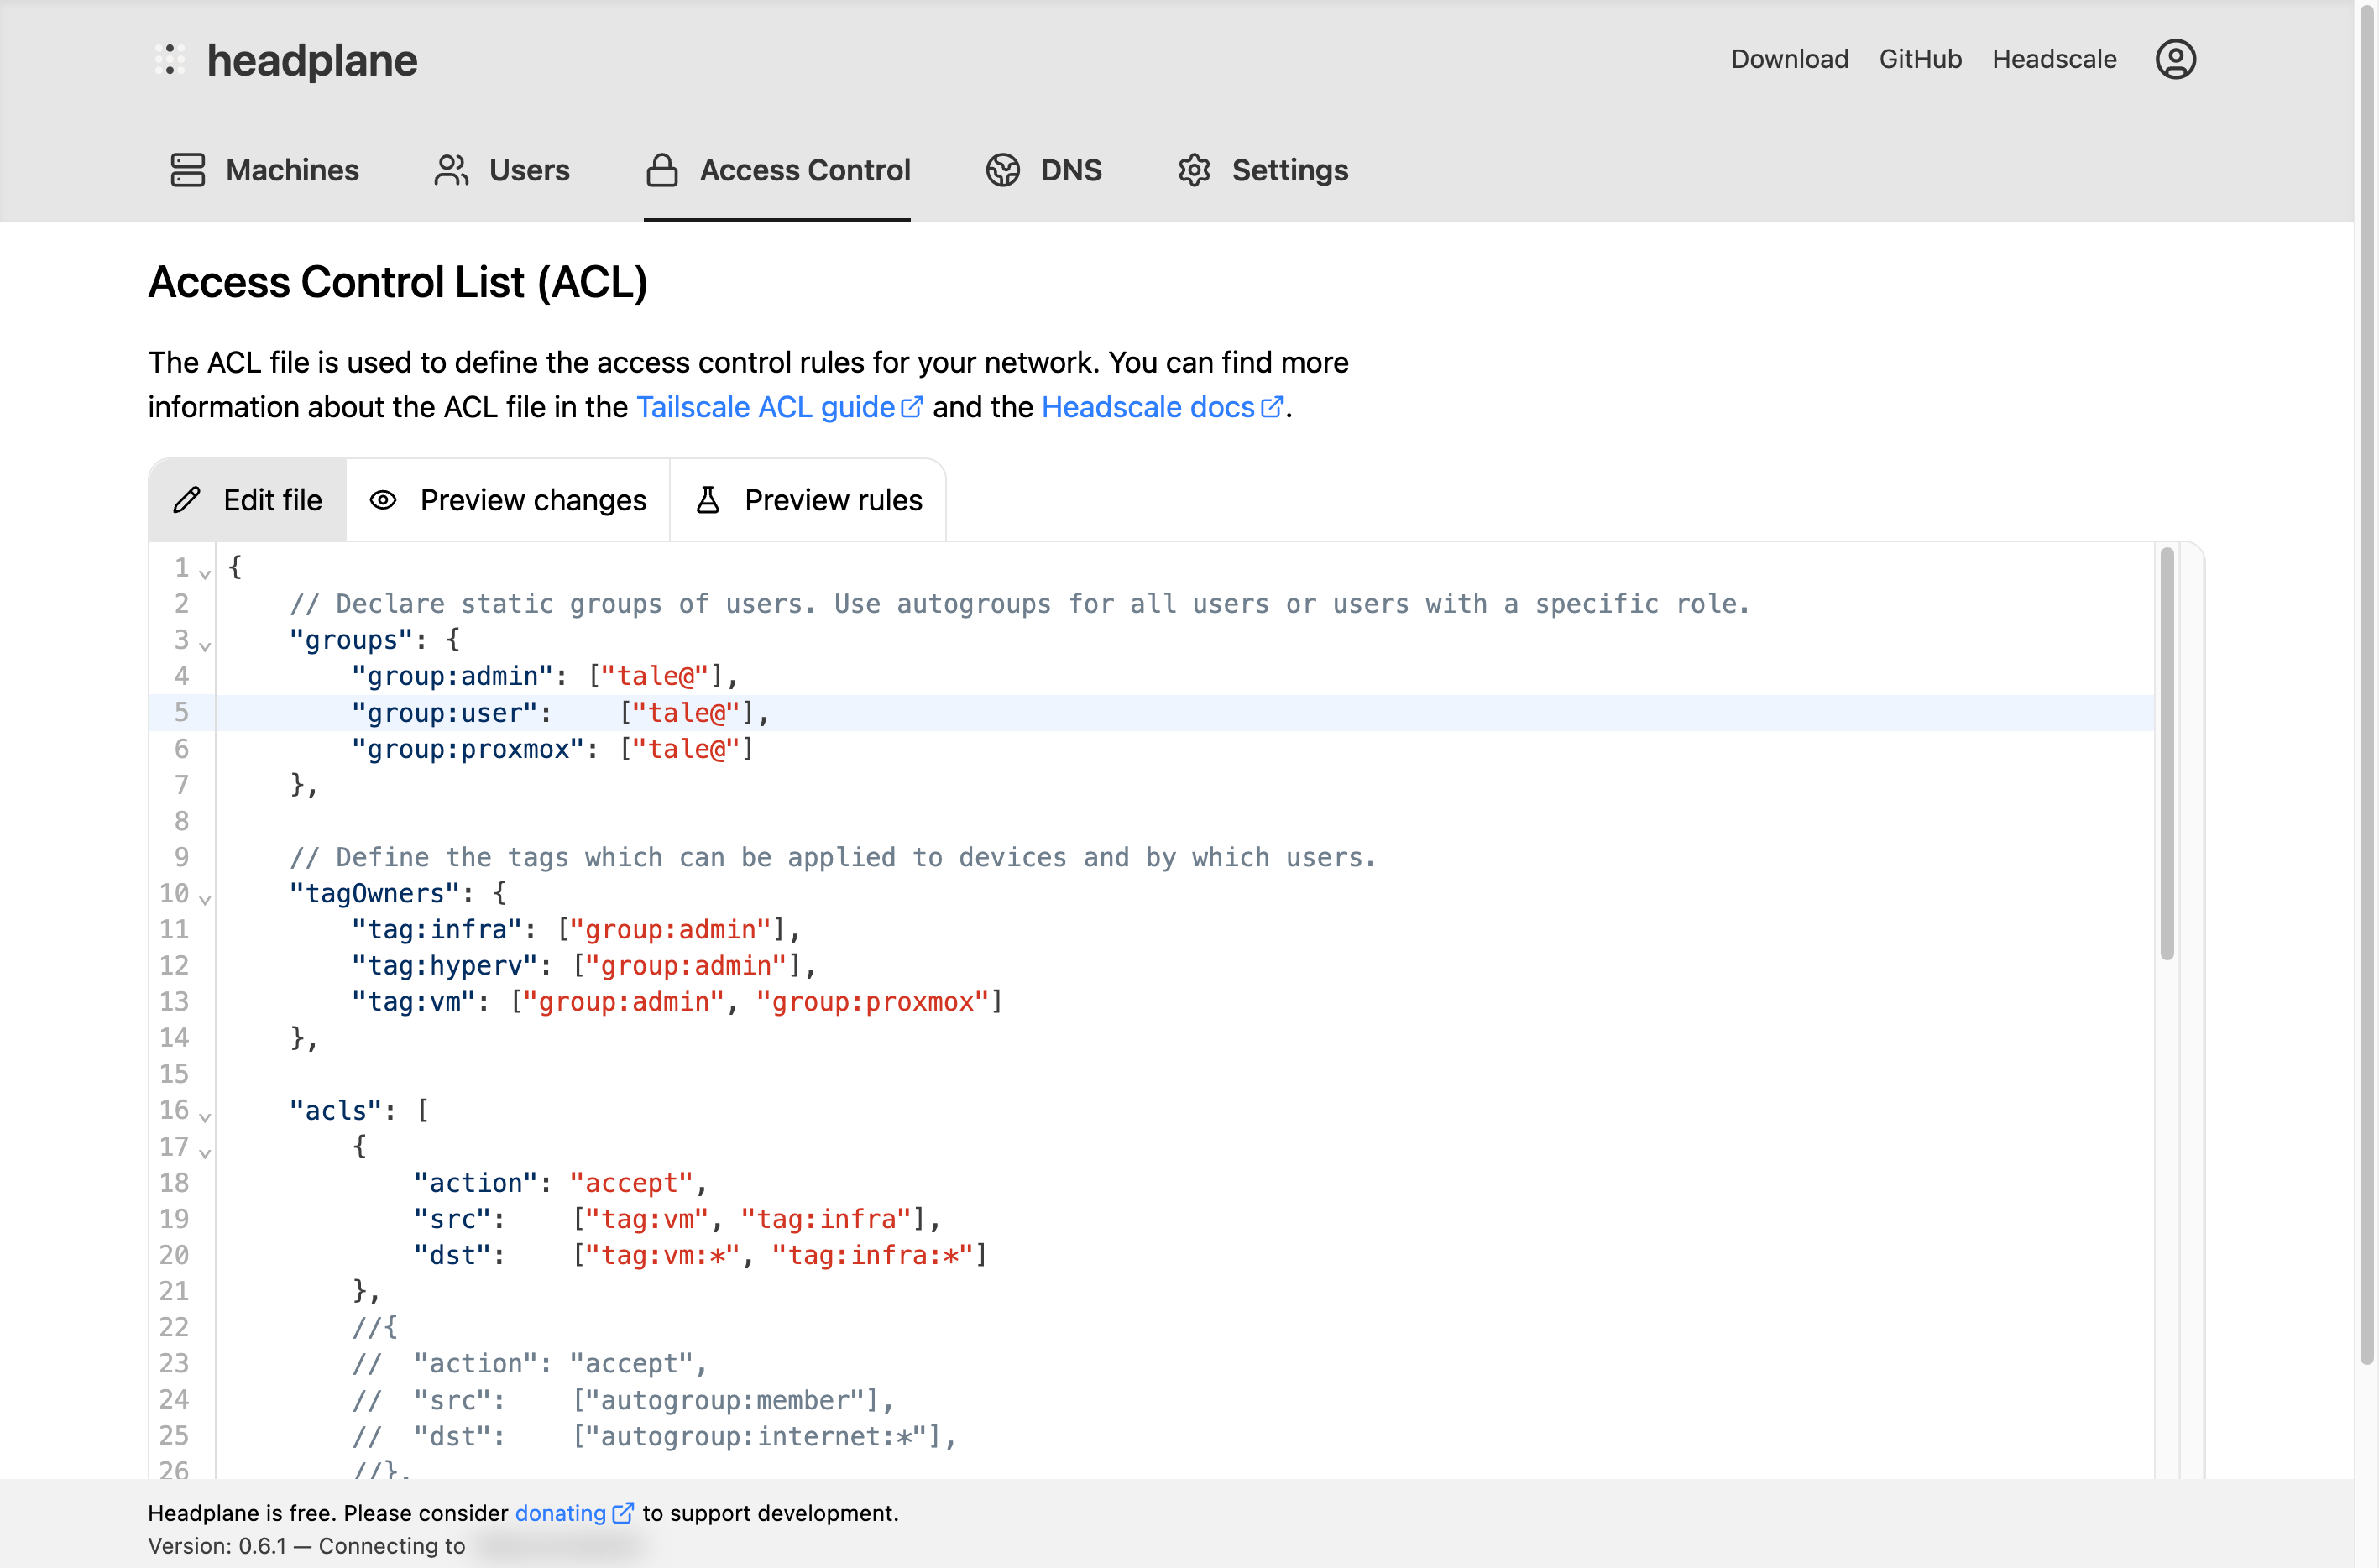 headplane
Download GitHub Headscale
Machines Users Access Control DNS Settings
Access Control List (ACL)
The ACL file is used to define the access control rules for your network. You can find more
information about the ACL file in the Tailscale ACL guide and the Headscale docs.
Edit file Preview changes Preview rules
1 {
2     // Declare static groups of users. Use autogroups for all users or users with a specific role.
3     "groups": {
4         "group:admin": ["tale@"],
5         "group:user":    ["tale@"],
6         "group:proxmox": ["tale@"]
7     },
8
9     // Define the tags which can be applied to devices and by which users.
10     "tagOwners": {
11         "tag:infra": ["group:admin"],
12         "tag:hyperv": ["group:admin"],
13         "tag:vm": ["group:admin", "group:proxmox"]
14     },
15
16     "acls": [
17         {
18             "action": "accept",
19             "src":    ["tag:vm", "tag:infra"],
20             "dst":    ["tag:vm:*", "tag:infra:*"]
21         },
22         //{
23         //  "action": "accept",
24         //  "src":    ["autogroup:member"],
25         //  "dst":    ["autogroup:internet:*"],
26         //},
Headplane is free. Please consider donating to support development.
Version: 0.6.1 — Connecting to